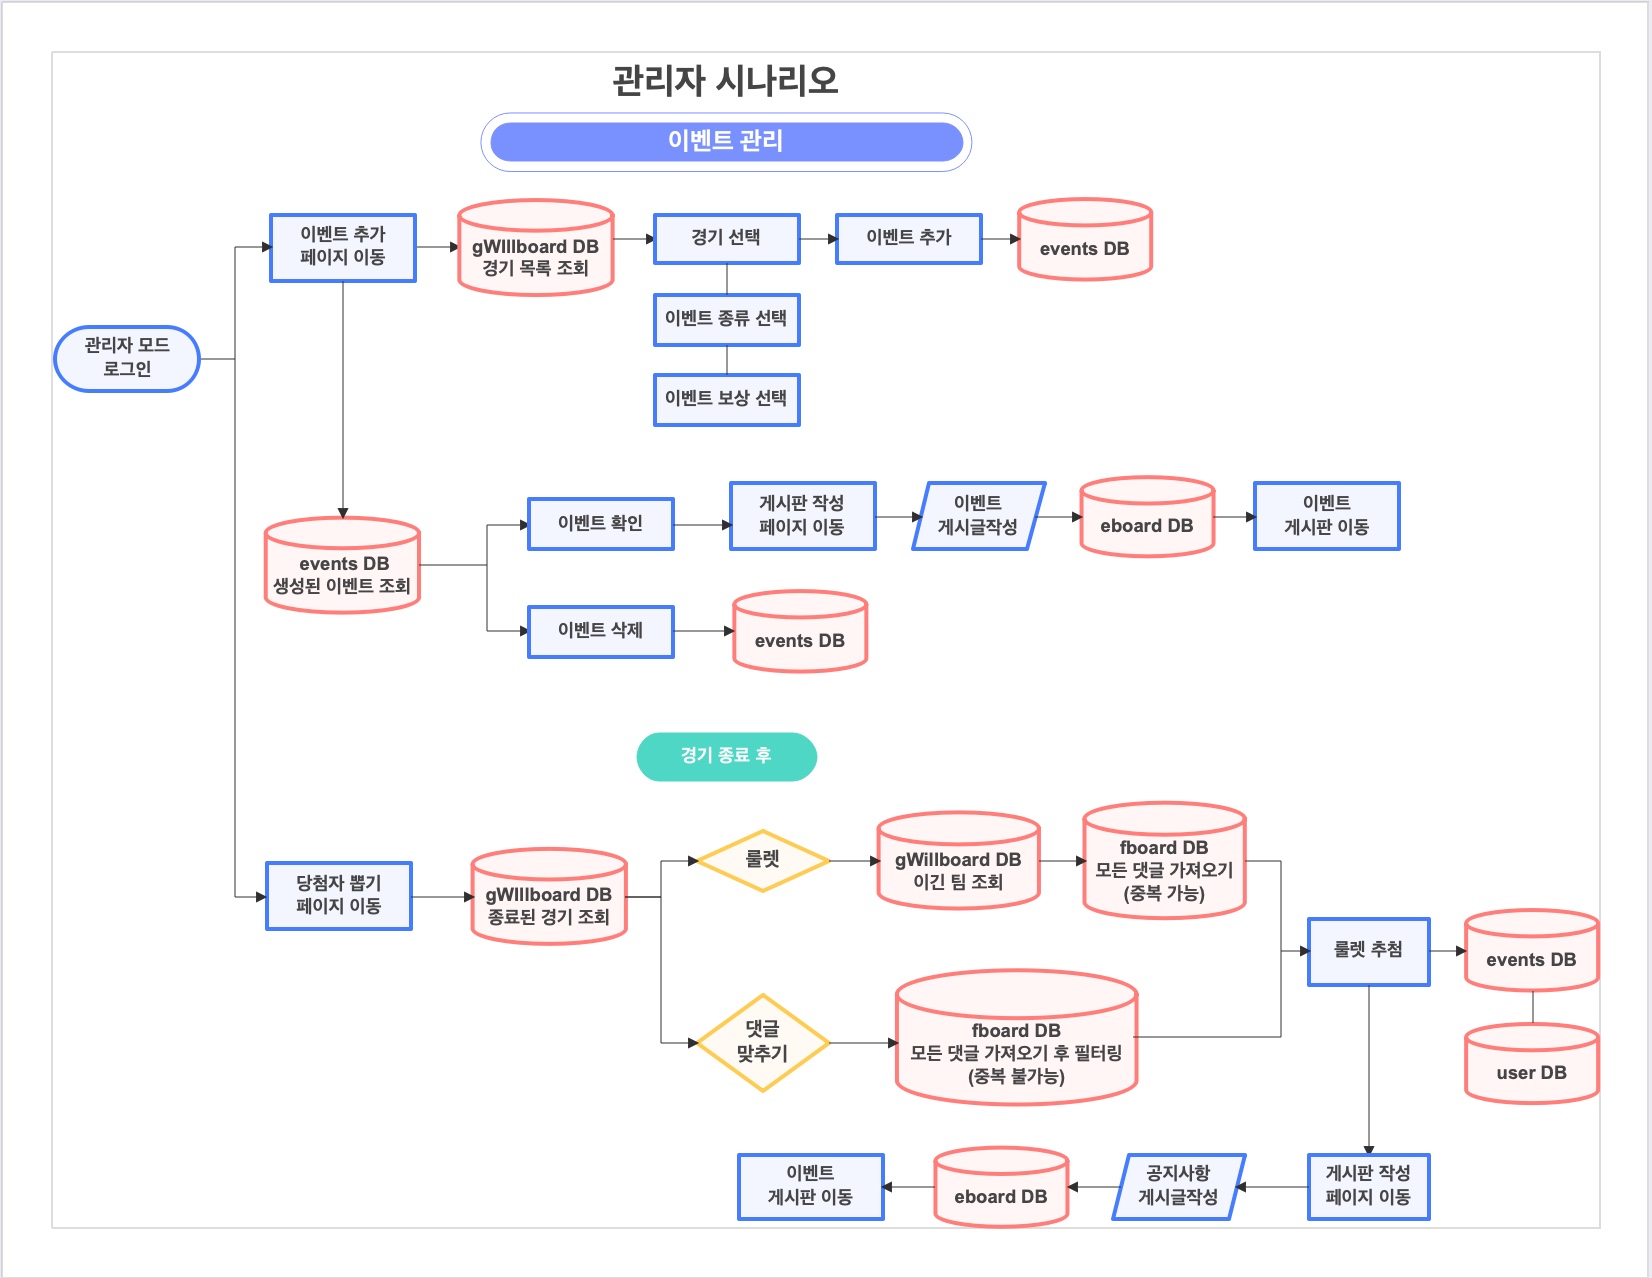 관리자 시나리오
이벤트 관리
이벤트 추가
페이지 이동
gWIllboard DB
경기 목록 조회
경기 선택
이벤트 추가
events DB
이벤트 종류 선택
이벤트 보상 선택
관리자 모드
로그인
events DB
생성된 이벤트 조회
이벤트 확인
게시판 작성
페이지 이동
이벤트
게시글작성
eboard DB
이벤트
게시판 이동
이벤트 삭제
events DB
경기 종료 후
당첨자 뽑기
페이지 이동
gWIllboard DB
종료된 경기 조회
룰렛
gWillboard DB
이긴 팀 조회
fboard DB
모든 댓글 가져오기
(중복 가능)
댓글
맞추기
fboard DB
모든 댓글 가져오기 후 필터링
(중복 불가능)
룰렛 추첨
events DB
user DB
게시판 작성
페이지 이동
공지사항
게시글작성
eboard DB
이벤트
게시판 이동